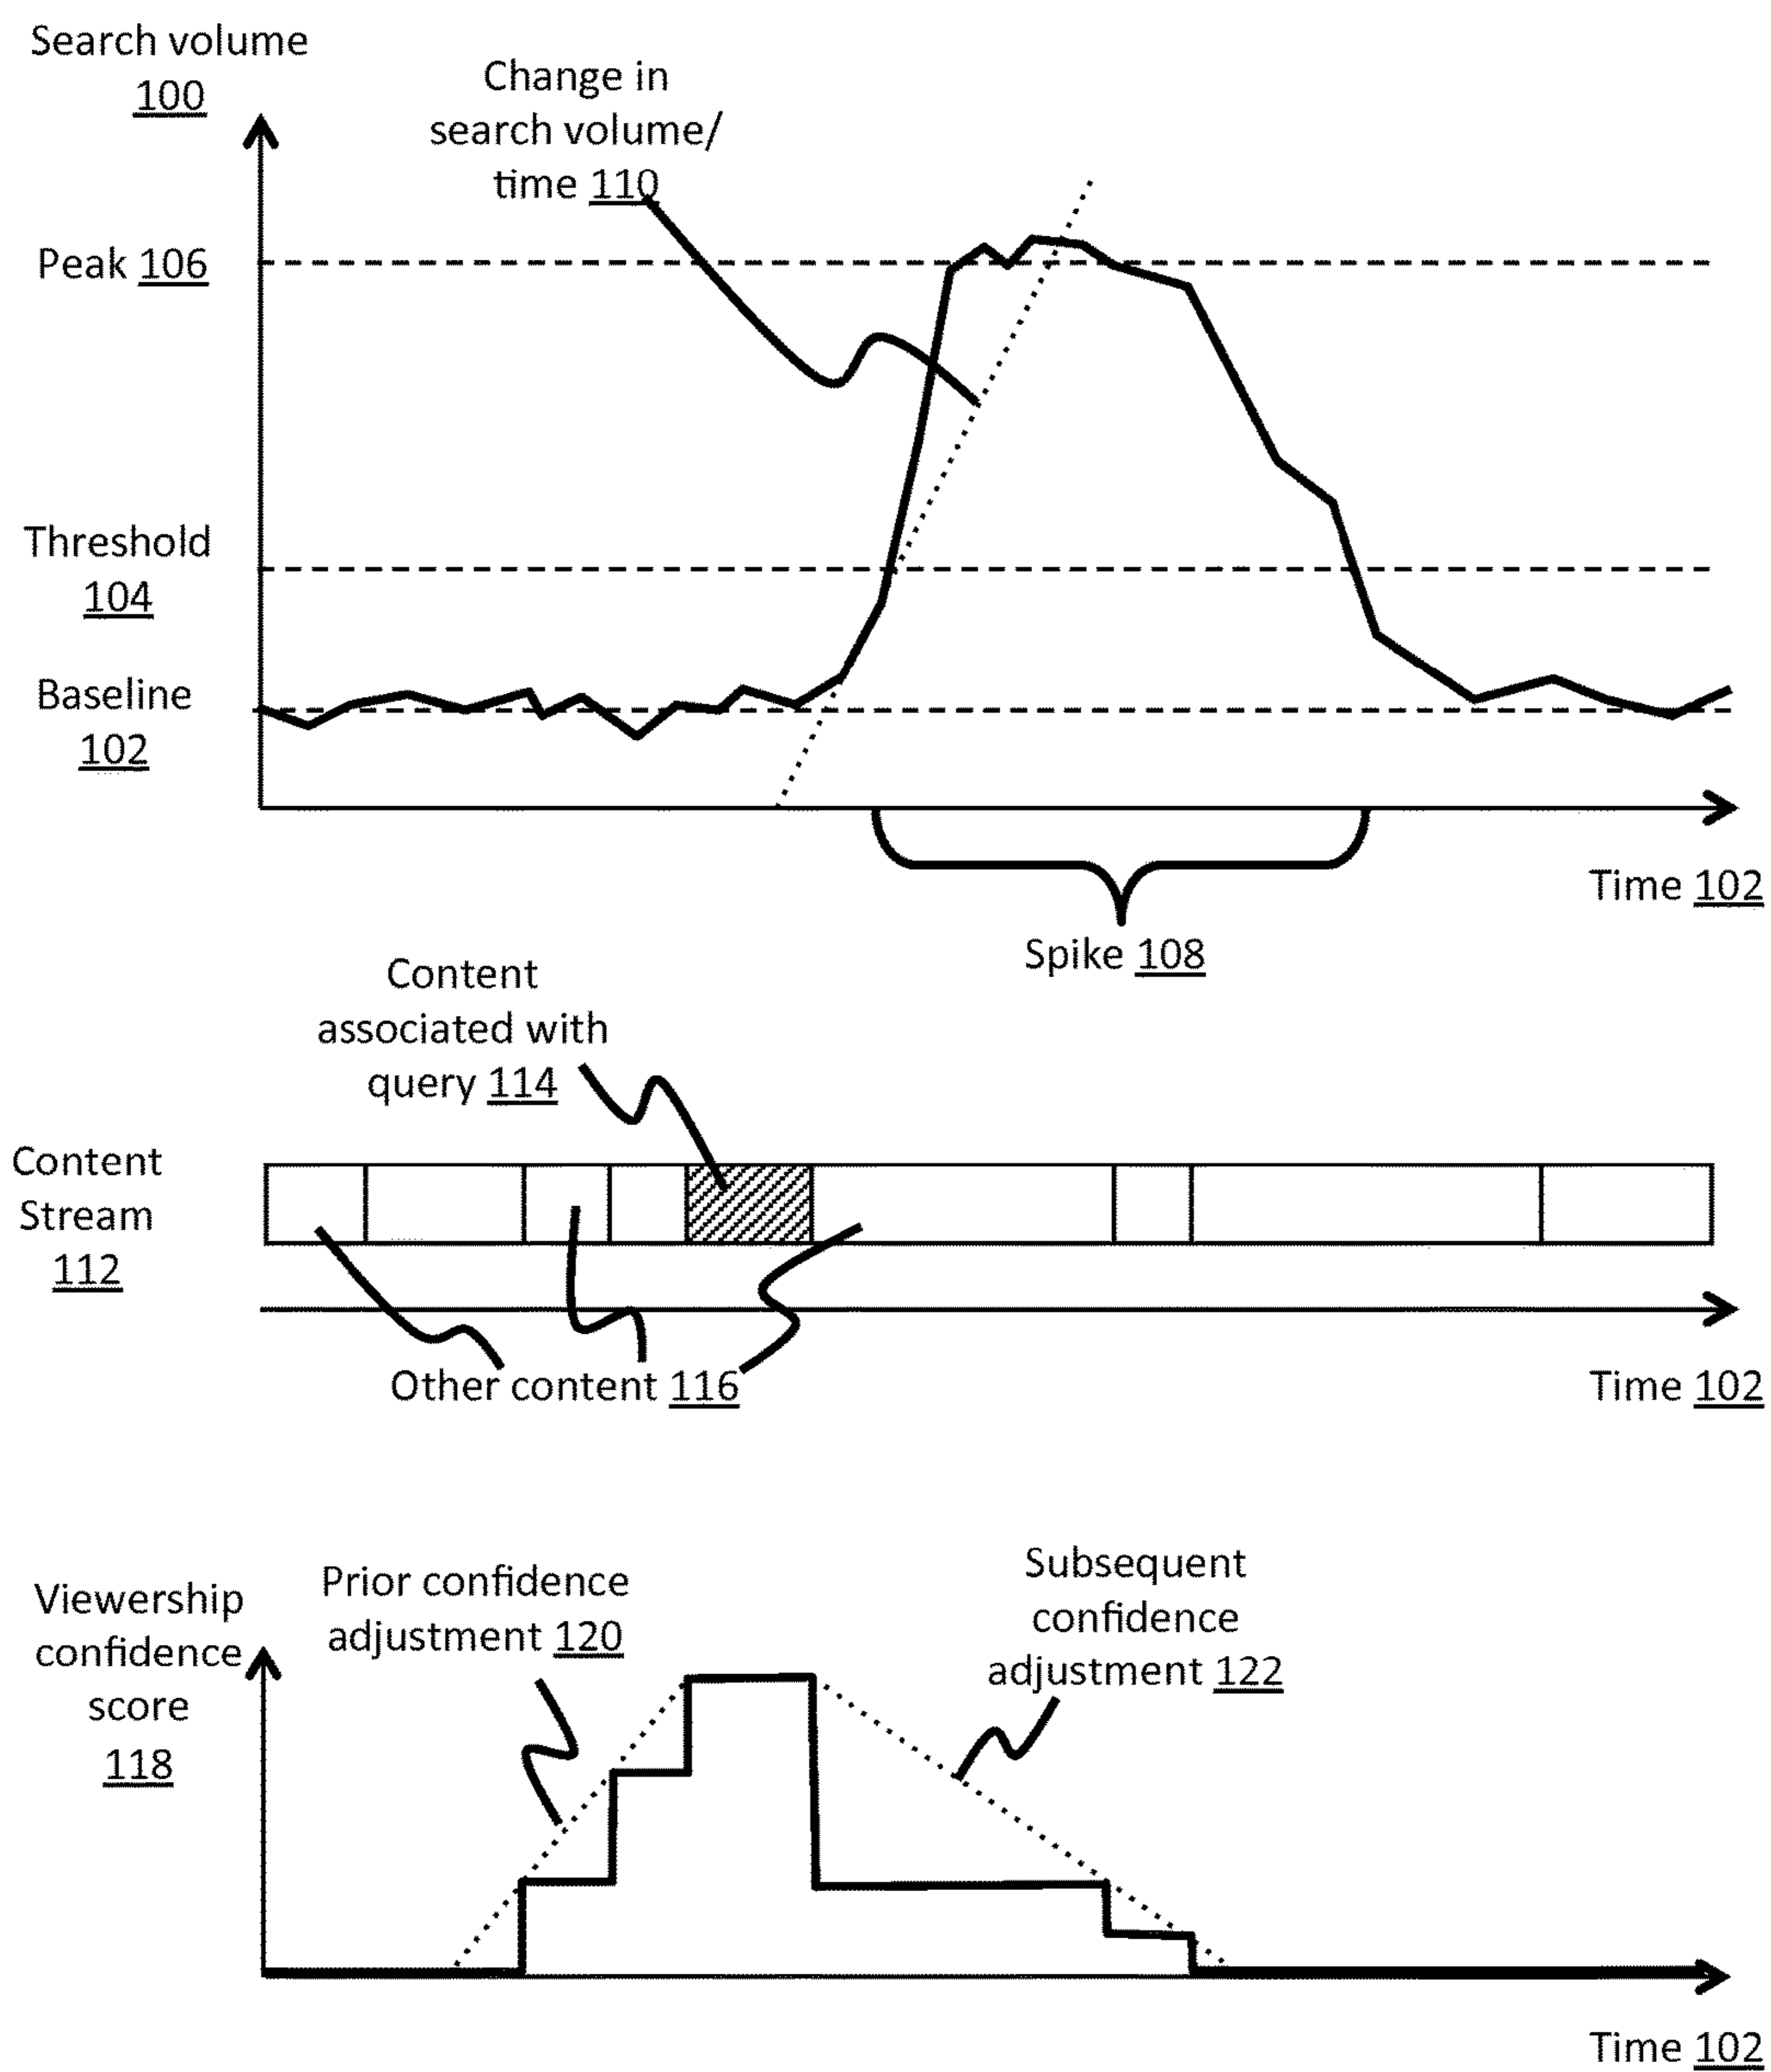 Search volume
100
Change in
search volume/
time 110
Peak 106
Threshold
104
Baseline
102
Time 102
Spike 108
Content
associated with
query 114
Content
Stream
112
Other content 116
Time 102
Viewership
confidence
score
118
Prior confidence
adjustment 120
Subsequent
confidence
adjustment 122
Time 102